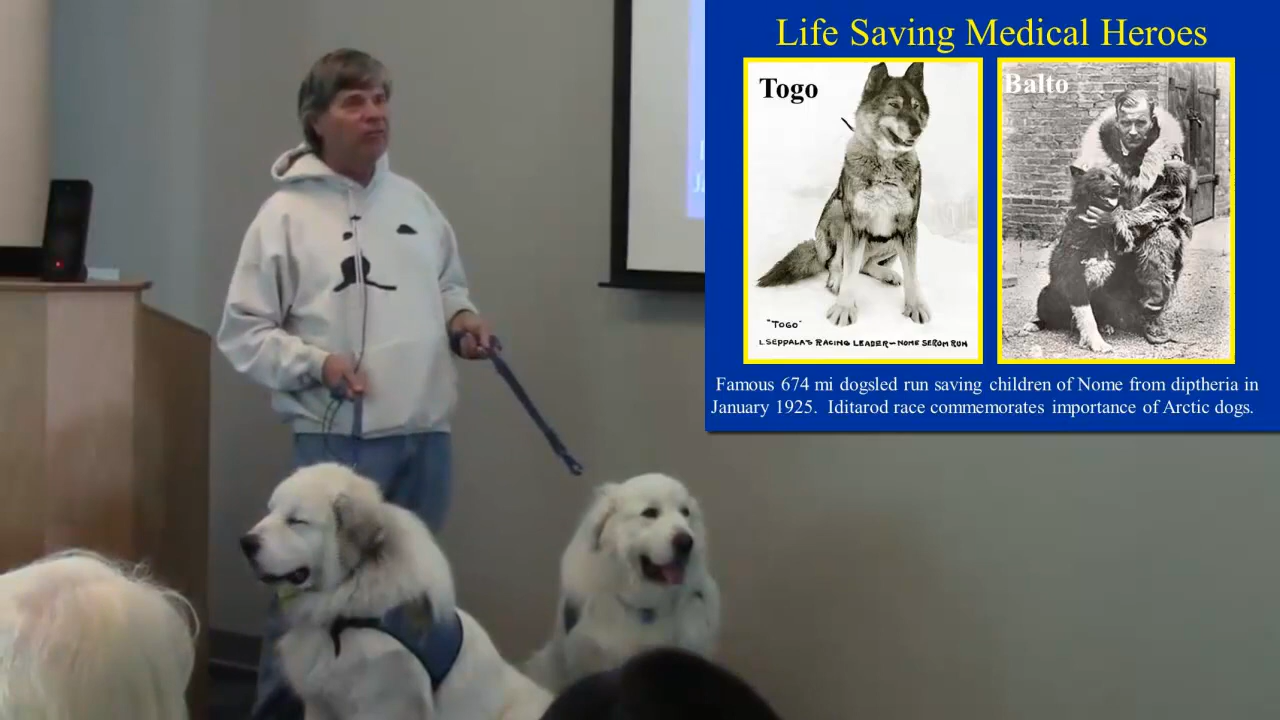 Life Saving Medical Heroes
Togo
Balto
"TOGO"
L SEPPALA'S RACING LEADER-NOME SERUM RUN
Famous 674 mi dogsled run saving children of Nome from diptheria in
January 1925. Iditarod race commemorates importance of Arctic dogs.